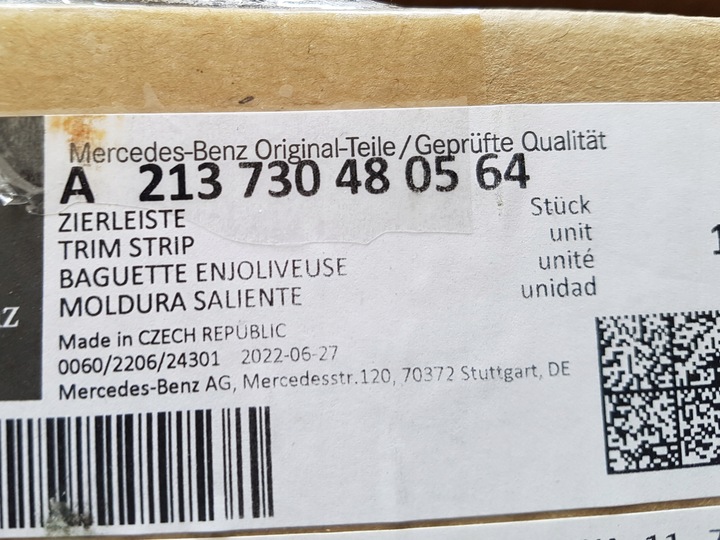 Mercedes-Benz Original-Teile/Geprüfte Qualität
A 213 730 48 05 64
ZIERLEISTE
TRIM STRIP
BAGUETTE ENJOLIVEUSE
MOLDURA SALIENTE
Stück
unit
unité
unidad
Made in CZECH REPUBLIC
0060/2206/24301 2022-06-27
Mercedes-Benz AG, Mercedesstr.120, 70372 Stuttgart, DE